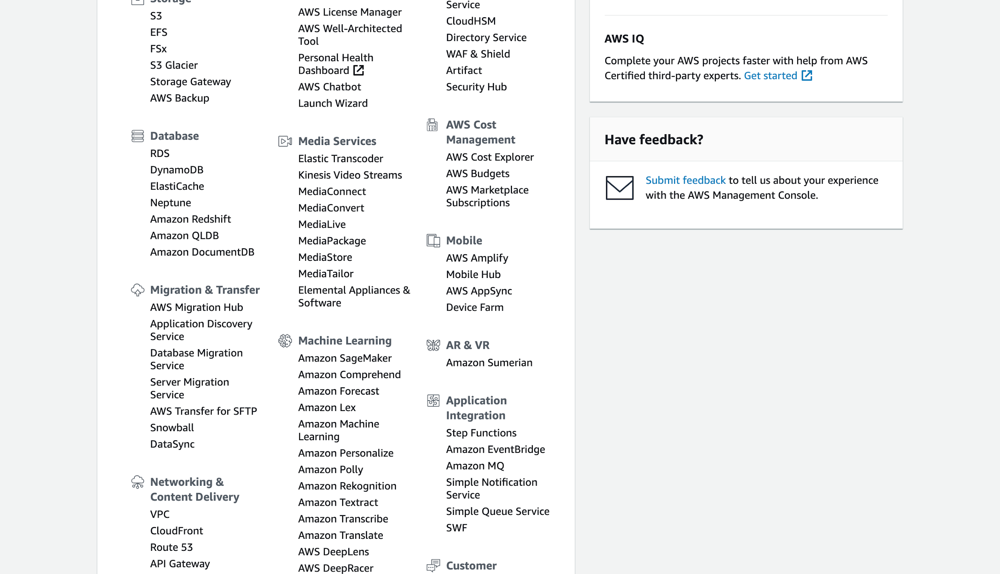 Storage
S3
EFS
FSx
S3 Glacier
Storage Gateway
AWS Backup
Database
RDS
DynamoDB
ElastiCache
Neptune
Amazon Redshift
Amazon QLDB
Amazon DocumentDB
Migration & Transfer
AWS Migration Hub
Application Discovery
Service
Database Migration
Service
Server Migration
Service
AWS Transfer for SFTP
Snowball
DataSync
Networking &
Content Delivery
VPC
CloudFront
Route 53
API Gateway
AWS License Manager
AWS Well-Architected
Tool
Personal Health
Dashboard
AWS Chatbot
Launch Wizard
Media Services
Elastic Transcoder
Kinesis Video Streams
MediaConnect
MediaConvert
MediaLive
MediaPackage
MediaStore
MediaTailor
Elemental Appliances &
Software
Machine Learning
Amazon SageMaker
Amazon Comprehend
Amazon Forecast
Amazon Lex
Amazon Machine
Learning
Amazon Personalize
Amazon Polly
Amazon Rekognition
Amazon Textract
Amazon Transcribe
Amazon Translate
AWS DeepLens
AWS DeepRacer
Service
CloudHSM
Directory Service
WAF & Shield
Artifact
Security Hub
AWS Cost
Management
AWS Cost Explorer
AWS Budgets
AWS Marketplace
Subscriptions
Mobile
AWS Amplify
Mobile Hub
AWS AppSync
Device Farm
AR & VR
Amazon Sumerian
Application
Integration
Step Functions
Amazon EventBridge
Amazon MQ
Simple Notification
Service
Simple Queue Service
SWF
Customer
AWS IQ
Complete your AWS projects faster with help from AWS
Certified third-party experts. Get started
Have feedback?
Submit feedback to tell us about your experience
with the AWS Management Console.